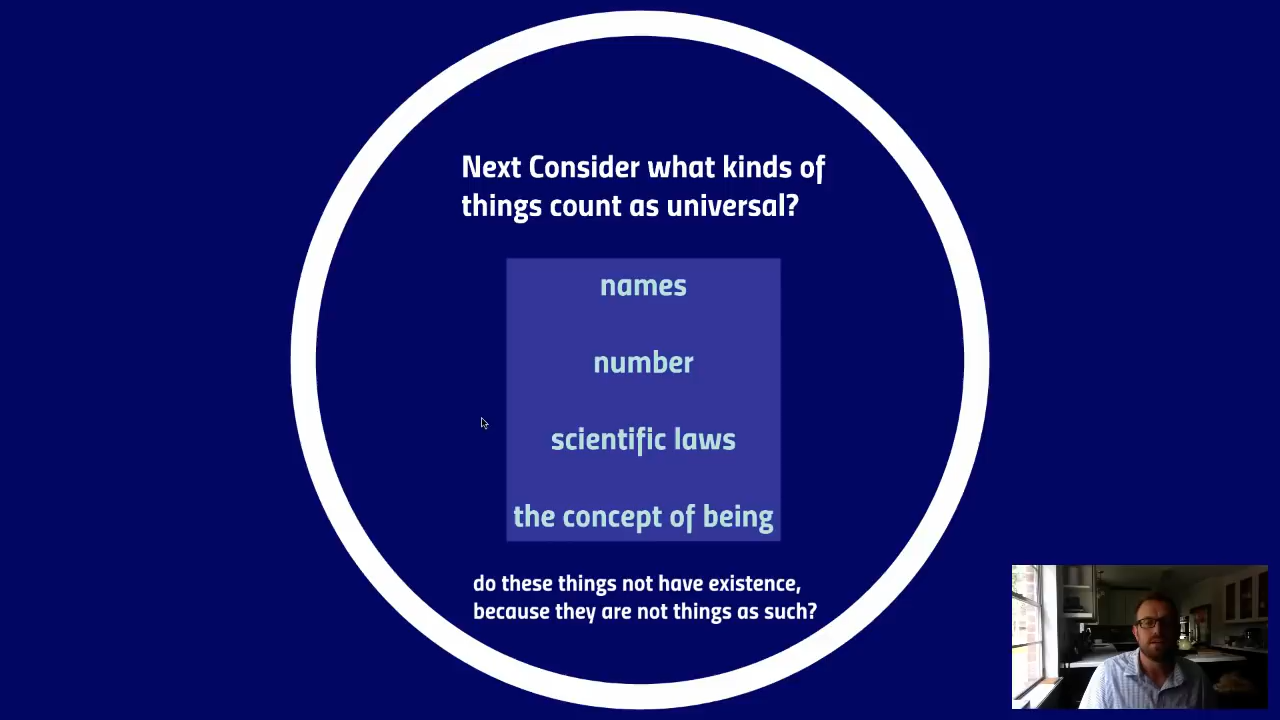 Next Consider what kinds of
things count as universal?
names
number
scientific laws
the concept of being
do these things not have existence,
because they are not things as such?